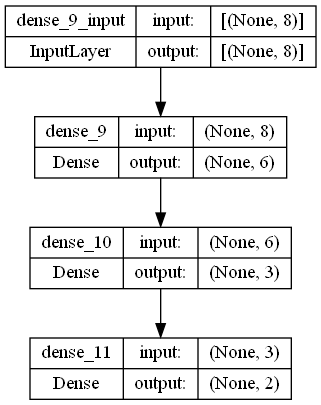 dense_9_input input: [(None, 8)]
InputLayer output: [(None, 8)]
dense_9 input: (None, 8)
Dense output: (None, 6)
dense_10 input: (None, 6)
Dense output: (None, 3)
dense_11 input: (None, 3)
Dense output: (None, 2)